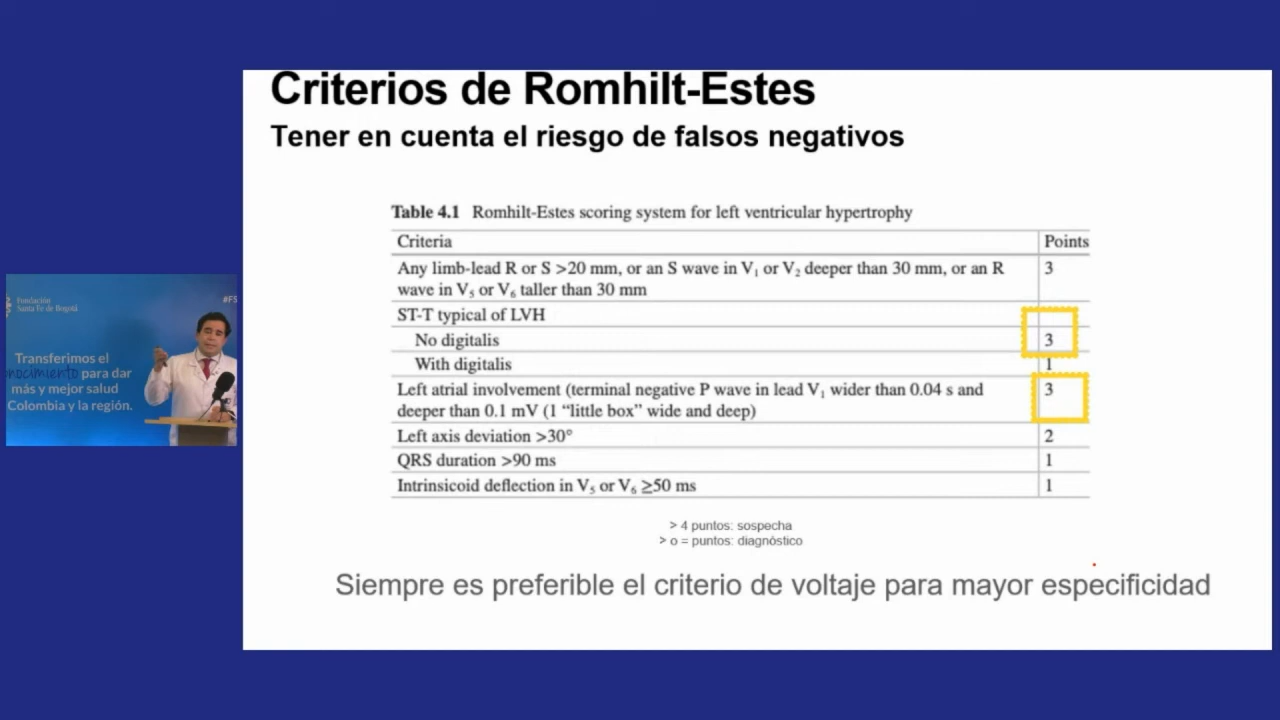 Criterios de Romhilt-Estes
Tener en cuenta el riesgo de falsos negativos
Table 4.1 Romhilt-Estes scoring system for left ventricular hypertrophy
Criteria Points
Any limb-lead R or S >20 mm, or an S wave in V₁ or V₂ deeper than 30 mm, or an R 3
wave in V₅ or V₆ taller than 30 mm
ST-T typical of LVH
No digitalis 3
With digitalis 1
Left atrial involvement (terminal negative P wave in lead V₁ wider than 0.04 s and 3
deeper than 0.1 mV (1 “little box” wide and deep)
Left axis deviation >30° 2
QRS duration >90 ms 1
Intrinsicoid deflection in V₅ or V₆ ≥50 ms 1
> 4 puntos: sospecha
> o = puntos: diagnóstico
Siempre es preferible el criterio de voltaje para mayor especificidad
Fundación
Santa Fe de Bogotá
#FS
Transferimos el
onocimiento para dar
más y mejor salud
Colombia y la región.